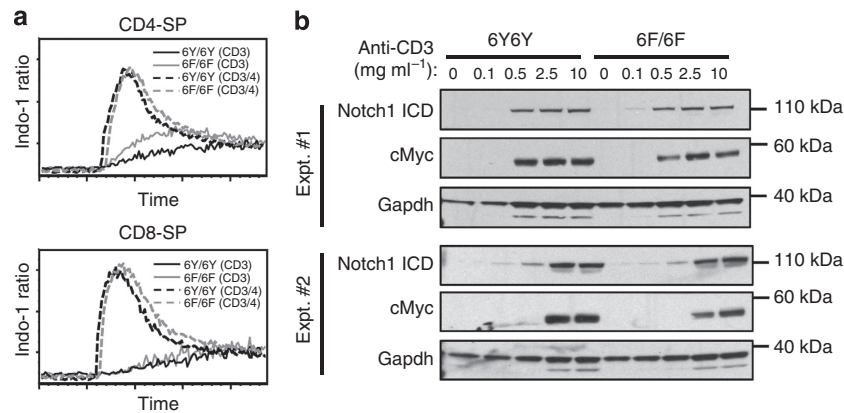 a
CD4-SP
Indo-1 ratio
6Y/6Y (CD3)
6F/6F (CD3)
6Y/6Y (CD3/4)
6F/6F (CD3/4)
Time
CD8-SP
Indo-1 ratio
6Y/6Y (CD3)
6F/6F (CD3)
6Y/6Y (CD3/4)
6F/6F (CD3/4)
Time
b
Anti-CD3
(mg ml⁻¹):
6Y6Y
6F/6F
0 0.1 0.5 2.5 10 0 0.1 0.5 2.5 10
Expt. #1
Notch1 ICD
110 kDa
cMyc
60 kDa
Gapdh
40 kDa
Expt. #2
Notch1 ICD
110 kDa
cMyc
60 kDa
Gapdh
40 kDa